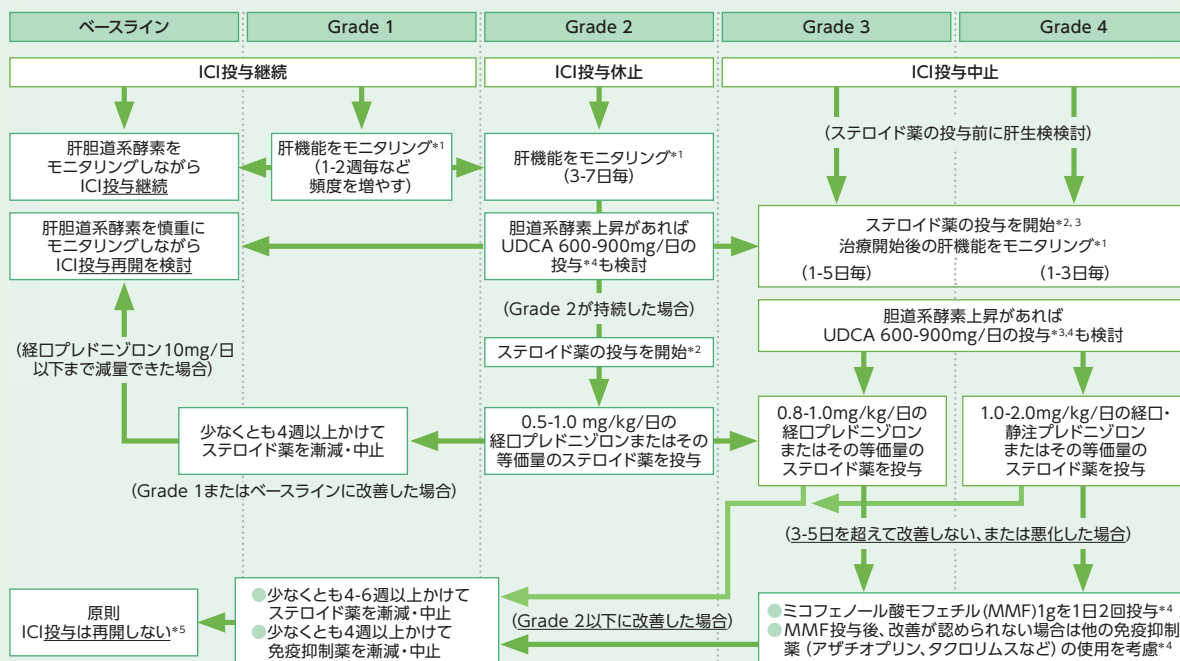 ベースライン
Grade 1
Grade 2
Grade 3
Grade 4
ICI投与継続
ICI投与休止
ICI投与中止
肝胆道系酵素を
モニタリングしながら
ICI投与継続
肝機能をモニタリング*1
(1-2週毎など
頻度を増やす)
肝機能をモニタリング*1
(3-7日毎)
(ステロイド薬の投与前に肝生検検討)
肝胆道系酵素を慎重に
モニタリングしながら
ICI投与再開を検討
胆道系酵素上昇があれば
UDCA 600-900mg/日の
投与*4も検討
ステロイド薬の投与を開始*2, 3
治療開始後の肝機能をモニタリング*1
(1-5日毎)
(1-3日毎)
(Grade 2が持続した場合)
胆道系酵素上昇があれば
UDCA 600-900mg/日の投与*3,4も検討
(経口プレドニゾロン10mg/日
以下まで減量できた場合)
ステロイド薬の投与を開始*2
少なくとも4週以上かけて
ステロイド薬を漸減・中止
0.5-1.0 mg/kg/日の
経口プレドニゾロンまたはその
等価量のステロイド薬を投与
0.8-1.0mg/kg/日の
経口プレドニゾロン
またはその等価量の
ステロイド薬を投与
1.0-2.0mg/kg/日の経口・
静注プレドニゾロン
またはその等価量の
ステロイド薬を投与
(Grade 1またはベースラインに改善した場合)
(3-5日を超えて改善しない、または悪化した場合)
原則
ICI投与は再開しない*5
●少なくとも4-6週以上かけて
ステロイド薬を漸減・中止
●少なくとも4週以上かけて
免疫抑制薬を漸減・中止
(Grade 2以下に改善した場合)
●ミコフェノール酸モフェチル(MMF)1gを1日2回投与*4
●MMF投与後、改善が認められない場合は他の免疫抑制
薬(アザチオプリン、タクロリムスなど)の使用を考慮*4